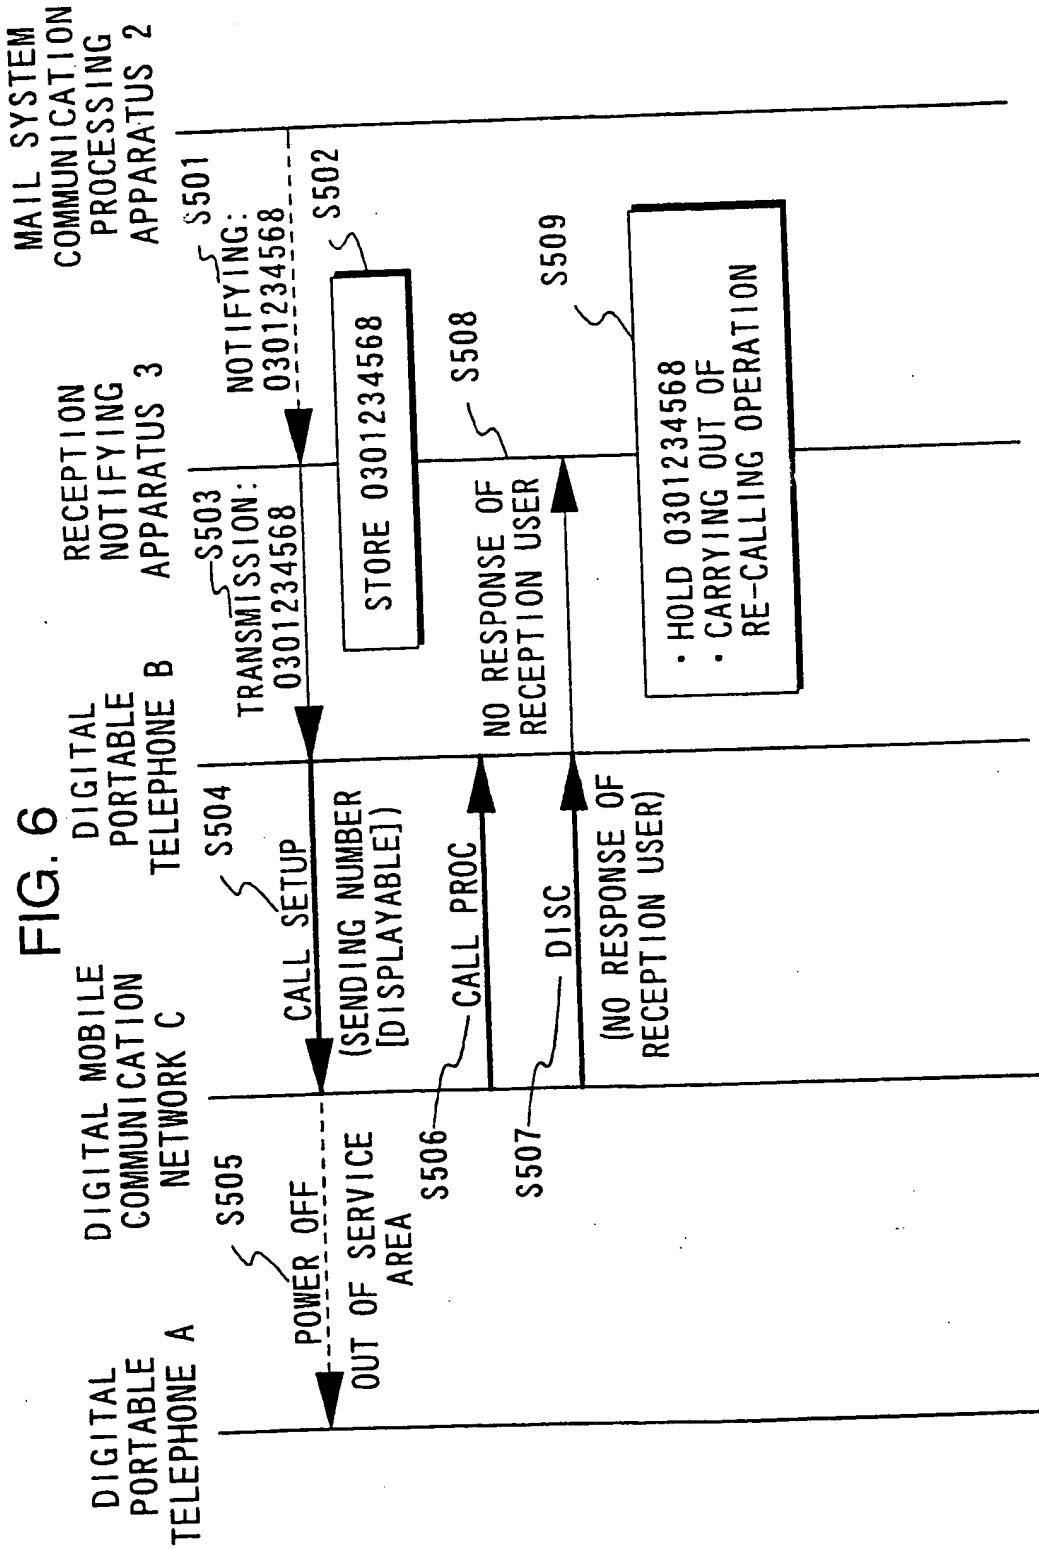 FIG. 6
DIGITAL
PORTABLE
TELEPHONE A
DIGITAL MOBILE
COMMUNICATION
NETWORK C
DIGITAL
PORTABLE
TELEPHONE B
RECEPTION
NOTIFYING
APPARATUS 3
MAIL SYSTEM
COMMUNICATION
PROCESSING
APPARATUS 2
S501
NOTIFYING:
0301234568
S502
STORE 0301234568
S503
TRANSMISSION:
0301234568
S504
CALL SETUP
(SENDING NUMBER
[DISPLAYABLE])
S505
POWER OFF
OUT OF SERVICE
AREA
S506
CALL PROC
S507
DISC
(NO RESPONSE OF
RECEPTION USER)
S508
NO RESPONSE OF
RECEPTION USER
S509
· HOLD 0301234568
· CARRYING OUT OF
RE-CALLING OPERATION